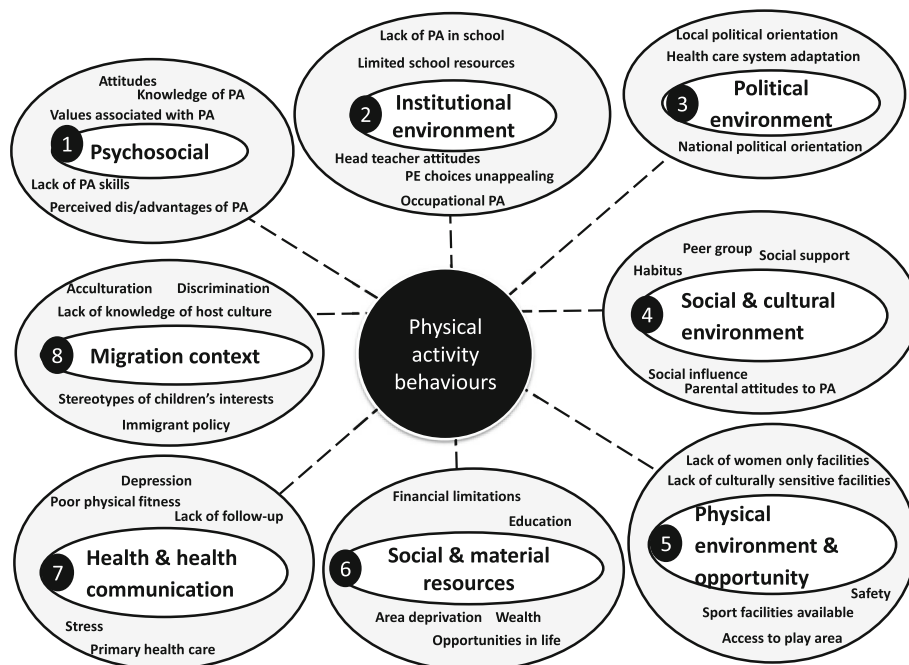 Attitudes
Knowledge of PA
Values associated with PA
1
Psychosocial
Lack of PA skills
Perceived dis/advantages of PA
Lack of PA in school
Limited school resources
2
Institutional
environment
Head teacher attitudes
PE choices unappealing
Occupational PA
Local political orientation
Health care system adaptation
3
Political
environment
National political orientation
Peer group
Social support
Habitus
4
Social & cultural
environment
Social influence
Parental attitudes to PA
Physical
activity
behaviours
Acculturation
Discrimination
Lack of knowledge of host culture
8
Migration context
Stereotypes of children's interests
Immigrant policy
Depression
Poor physical fitness
Lack of follow-up
7
Health & health
communication
Stress
Primary health care
Financial limitations
Education
6
Social & material
resources
Area deprivation
Wealth
Opportunities in life
Lack of women only facilities
Lack of culturally sensitive facilities
5
Physical
environment &
opportunity
Safety
Sport facilities available
Access to play area